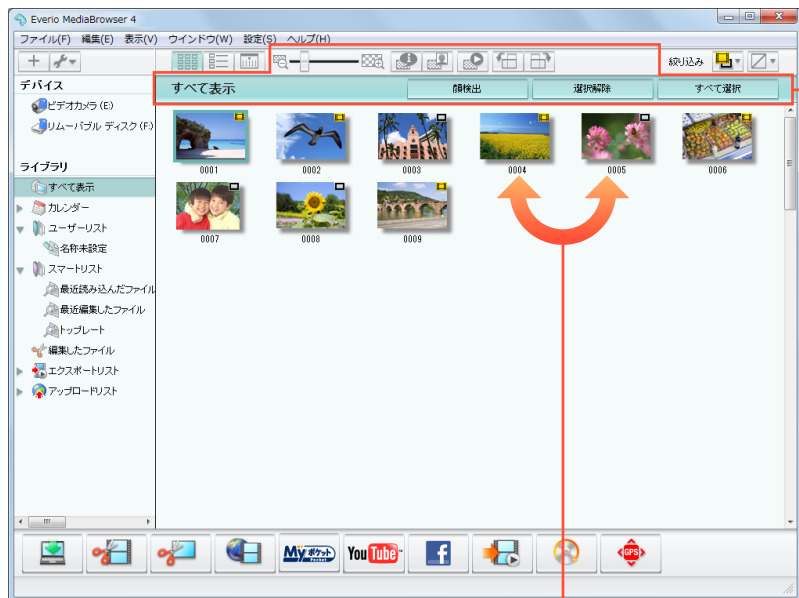 Everio MediaBrowser 4
ファイル(F) 編集(E) 表示(V) ウインドウ(W) 設定(S) ヘルプ(H)
絞り込み
デバイス
ビデオカメラ (E:)
リムーバブル ディスク (F:)
ライブラリ
すべて表示
カレンダー
ユーザーリスト
名称未設定
スマートリスト
最近読み込んだファイル
最近編集したファイル
トップレート
編集したファイル
エクスポートリスト
アップロードリスト
すべて表示 顔検出 選択解除 すべて選択
0001 0002 0003 0004 0005 0006
0007 0008 0009
Myポケット Pocket YouTube f GPS